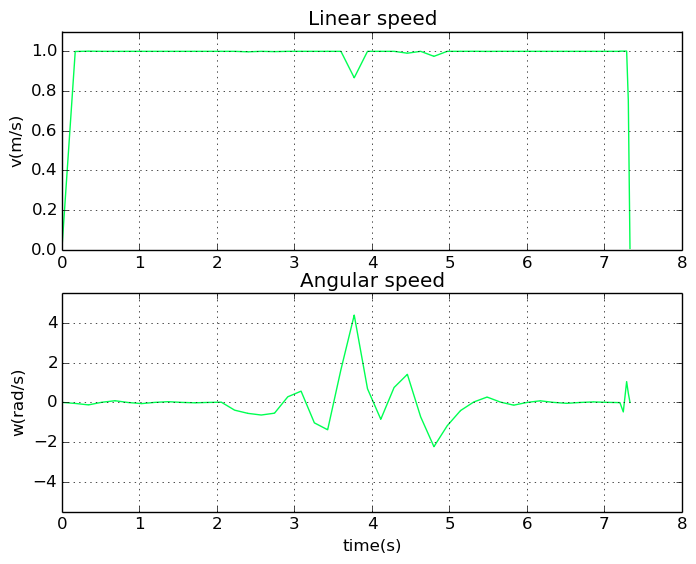 Linear speed
v(m/s)
1.0
0.8
0.6
0.4
0.2
0.0
0 1 2 3 4 5 6 7 8
Angular speed
w(rad/s)
4
2
0
−2
−4
0 1 2 3 4 5 6 7 8
time(s)